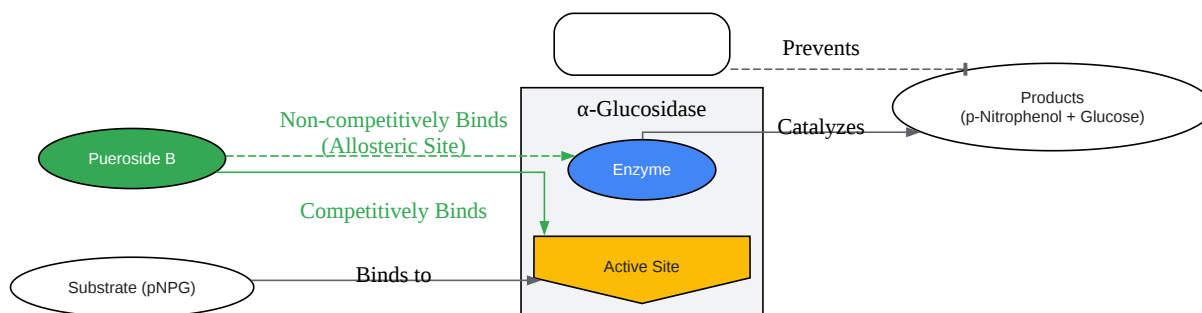 Prevents
Products
(p-Nitrophenol + Glucose)
α-Glucosidase
Non-competitively Binds
(Allosteric Site)
Catalyzes
Pueroside B
Enzyme
Competitively Binds
Active Site
Binds to
Substrate (pNPG)